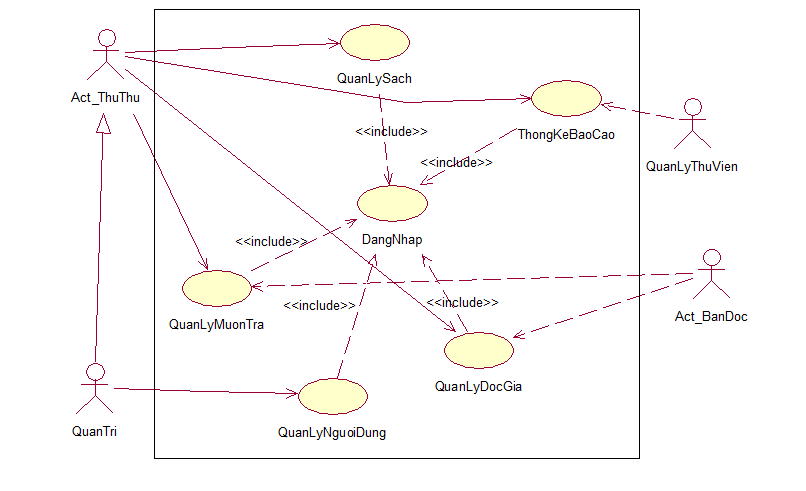 QuanLySach
Act_ThuThu
<<include>>
ThongKeBaoCao
<<include>>
QuanLyThuVien
DangNhap
<<include>>
<<include>>
<<include>>
QuanLyMuonTra
Act_BanDoc
QuanLyDocGia
QuanTri
QuanLyNguoiDung